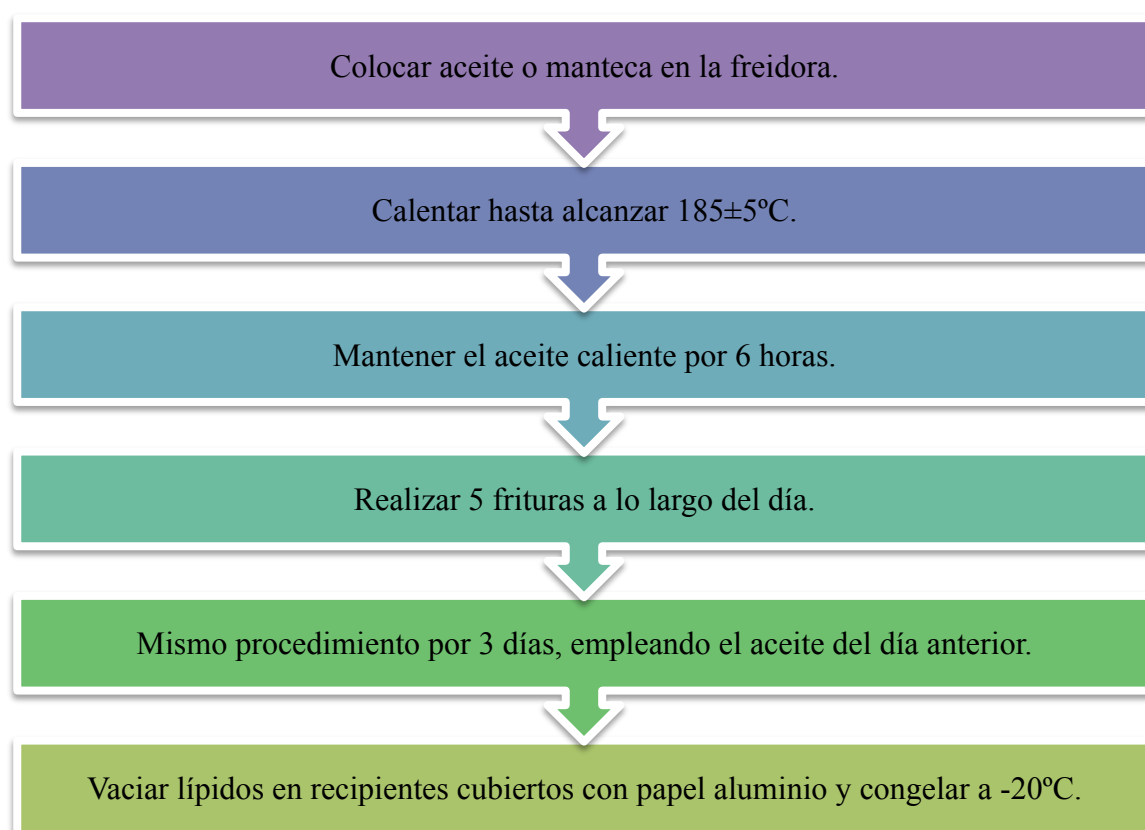 Colocar aceite o manteca en la freidora.
Calentar hasta alcanzar 185±5ºC.
Mantener el aceite caliente por 6 horas.
Realizar 5 frituras a lo largo del día.
Mismo procedimiento por 3 días, empleando el aceite del día anterior.
Vaciar lípidos en recipientes cubiertos con papel aluminio y congelar a -20ºC.